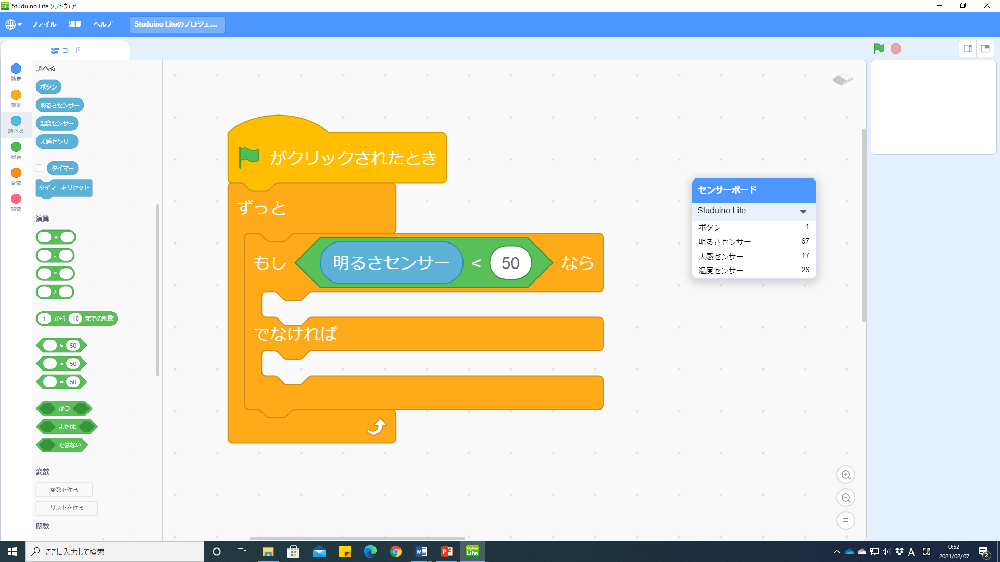 Studuino Lite ソフトウェア
ファイル 編集 ヘルプ Studuino Liteのプロジェ...
コード
動き
制御
調べる
演算
変数
関数
調べる
ボタン
明るさセンサー
温度センサー
人感センサー
タイマー
タイマーをリセット
演算
+
-
*
/
1 から 10 までの乱数
> 50
< 50
= 50
かつ
または
ではない
変数
変数を作る
リストを作る
関数
がクリックされたとき
ずっと
もし 明るさセンサー < 50 なら
でなければ
センサーボード
Studuino Lite
ボタン 1
明るさセンサー 67
人感センサー 17
温度センサー 26
ここに入力して検索
Studuino Lite
A
0:52
2021/02/07
2